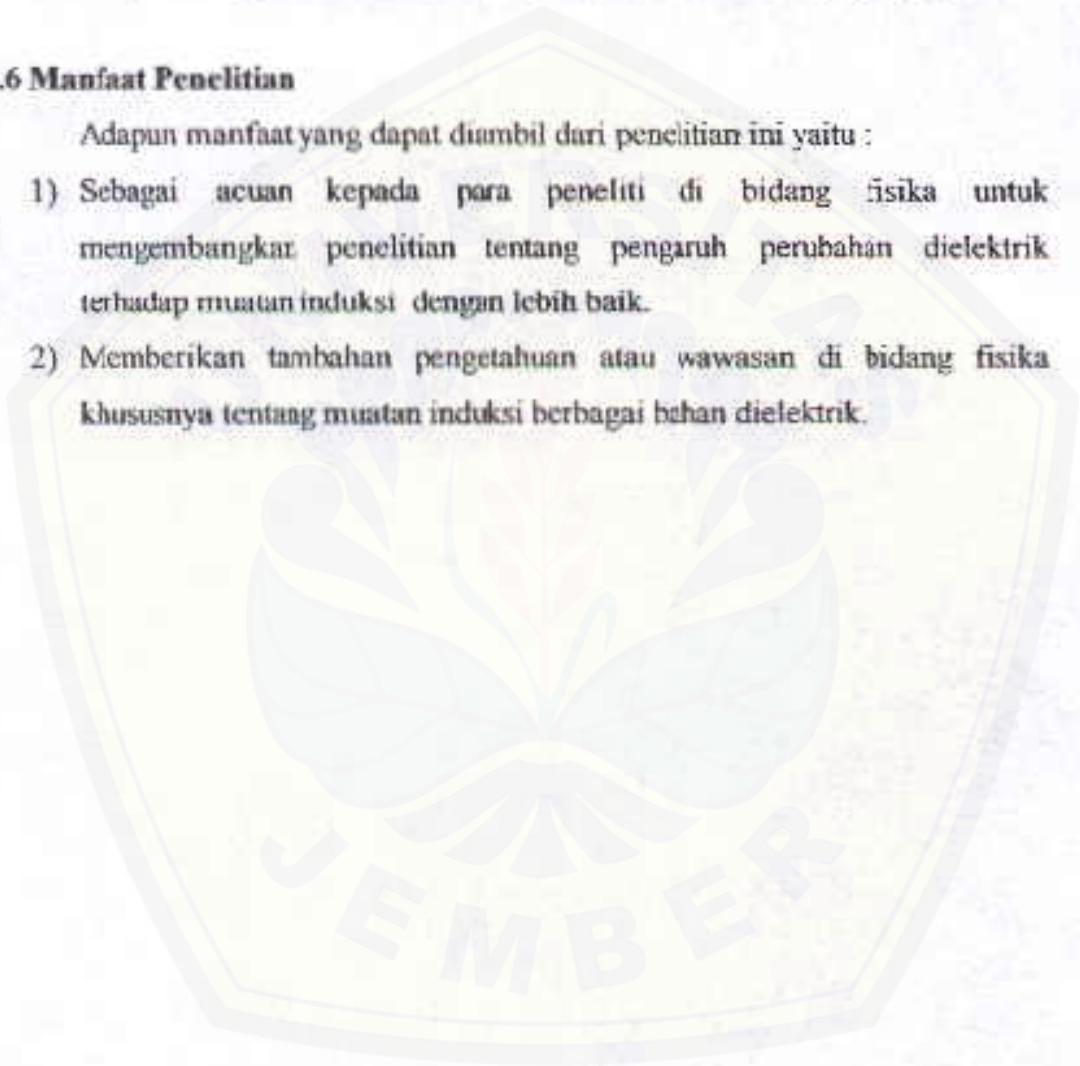 .6 Manfaat Penelitian
Adapun manfaat yang dapat diambil dari penelitian ini yaitu :
1) Sebagai acuan kepada para peneliti di bidang fisika untuk
mengembangkan penelitian tentang pengaruh perubahan dielektrik
terhadap muatan induksi dengan lebih baik.
2) Memberikan tambahan pengetahuan atau wawasan di bidang fisika
khususnya tentang muatan induksi berbagai bahan dielektrik.
UNIVERSITAS
JEMBER